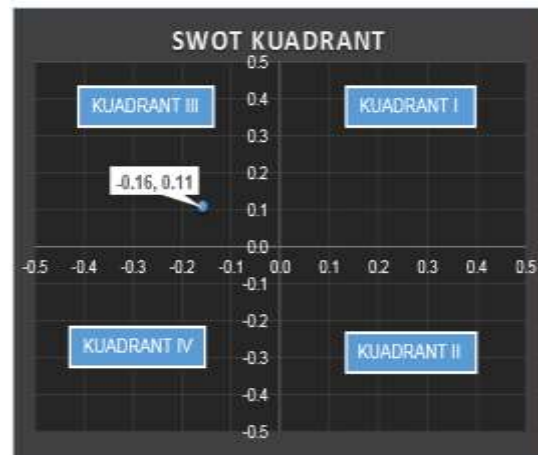 SWOT KUADRANT
0.5
KUADRANT III
0.4
KUADRANT I
0.3
0.2
-0.16, 0.11
0.1
0.0
-0.5 -0.4 -0.3 -0.2 -0.1 0.0 0.1 0.2 0.3 0.4 0.5
-0.1
-0.2
KUADRANT IV
-0.3
KUADRANT II
-0.4
-0.5